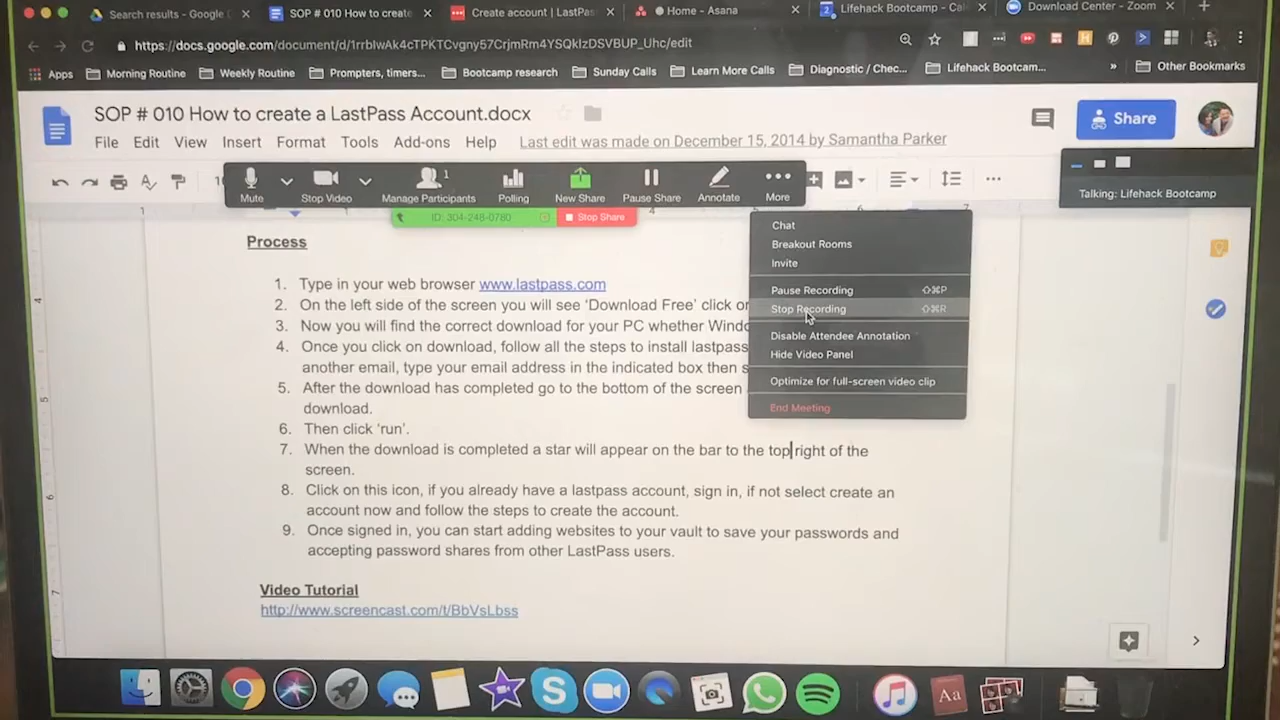 Search results - Google
SOP # 010 How to create
Create account | LastPas
Home - Asana
Lifehack Bootcamp - Cale
Download Center - Zoom
https://docs.google.com/document/d/
/edit
Apps
Morning Routine
Weekly Routine
Prompters, timers...
Bootcamp research
Sunday Calls
Learn More Calls
Diagnostic / Chec...
Lifehack Bootcam...
»
Other Bookmarks
SOP # 010 How to create a LastPass Account.docx
Share
File Edit View Insert Format Tools Add-ons Help
Last edit was made on December 15, 2014 by Samantha Parker
Mute
Stop Video
Manage Participants
1
Polling
New Share
Pause Share
Annotate
More
Talking: Lifehack Bootcamp
ID: 304-248-0780
Stop Share
Chat
Breakout Rooms
Invite
Pause Recording ⇧⌘P
Stop Recording ⇧⌘R
Disable Attendee Annotation
Hide Video Panel
Optimize for full-screen video clip
End Meeting
Process
1. Type in your web browser www.lastpass.com
2. On the left side of the screen you will see 'Download Free' click or
3. Now you will find the correct download for your PC whether Windo
4. Once you click on download, follow all the steps to install lastpass
another email, type your email address in the indicated box then s
5. After the download has completed go to the bottom of the screen
download.
6. Then click 'run'.
7. When the download is completed a star will appear on the bar to the top right of the
screen.
8. Click on this icon, if you already have a lastpass account, sign in, if not select create an
account now and follow the steps to create the account.
9. Once signed in, you can start adding websites to your vault to save your passwords and
accepting password shares from other LastPass users.
Video Tutorial
http://www.screencast.com/t/BbVsLbss
Aa